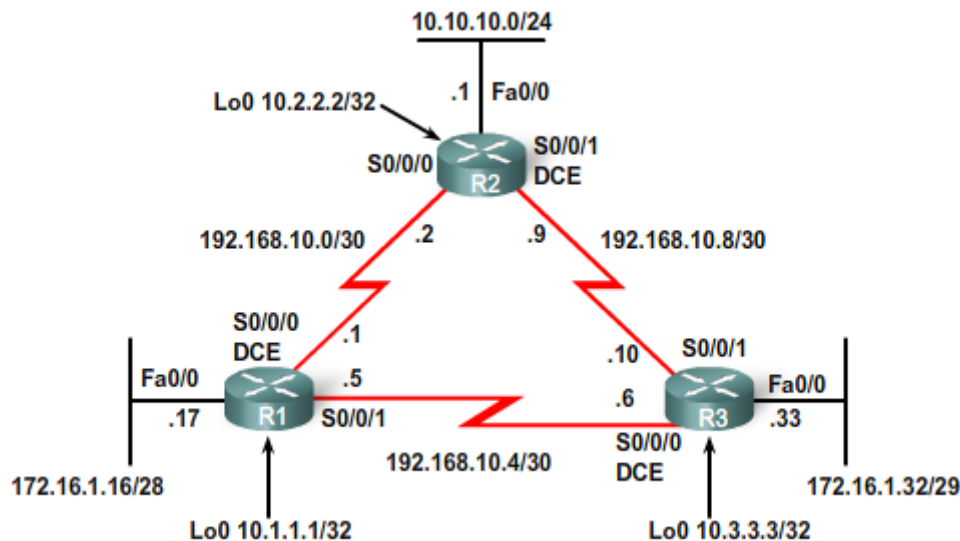 10.10.10.0/24
.1
Fa0/0
Lo0 10.2.2.2/32
S0/0/0
R2
S0/0/1
DCE
.2
.9
192.168.10.0/30
192.168.10.8/30
S0/0/0
DCE
.1
.10
S0/0/1
Fa0/0
.5
.6
Fa0/0
.17
R1
S0/0/1
R3
.33
S0/0/0
DCE
192.168.10.4/30
172.16.1.16/28
172.16.1.32/29
Lo0 10.1.1.1/32
Lo0 10.3.3.3/32